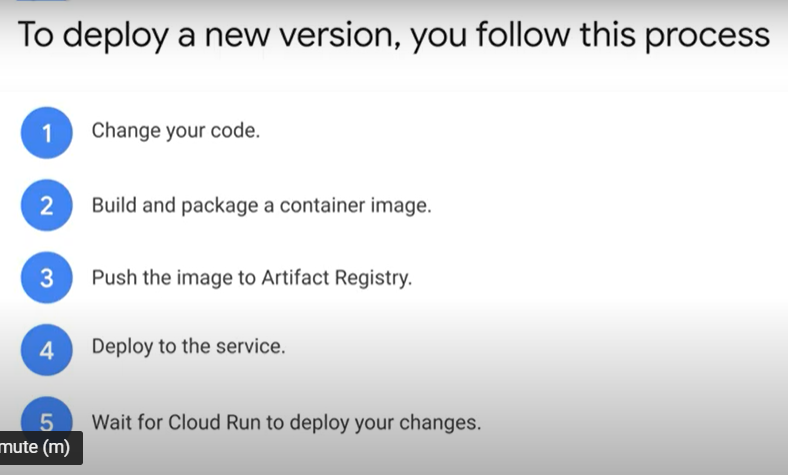 To deploy a new version, you follow this process
1 Change your code.
2 Build and package a container image.
3 Push the image to Artifact Registry.
4 Deploy to the service.
5 Wait for Cloud Run to deploy your changes.
mute (m)